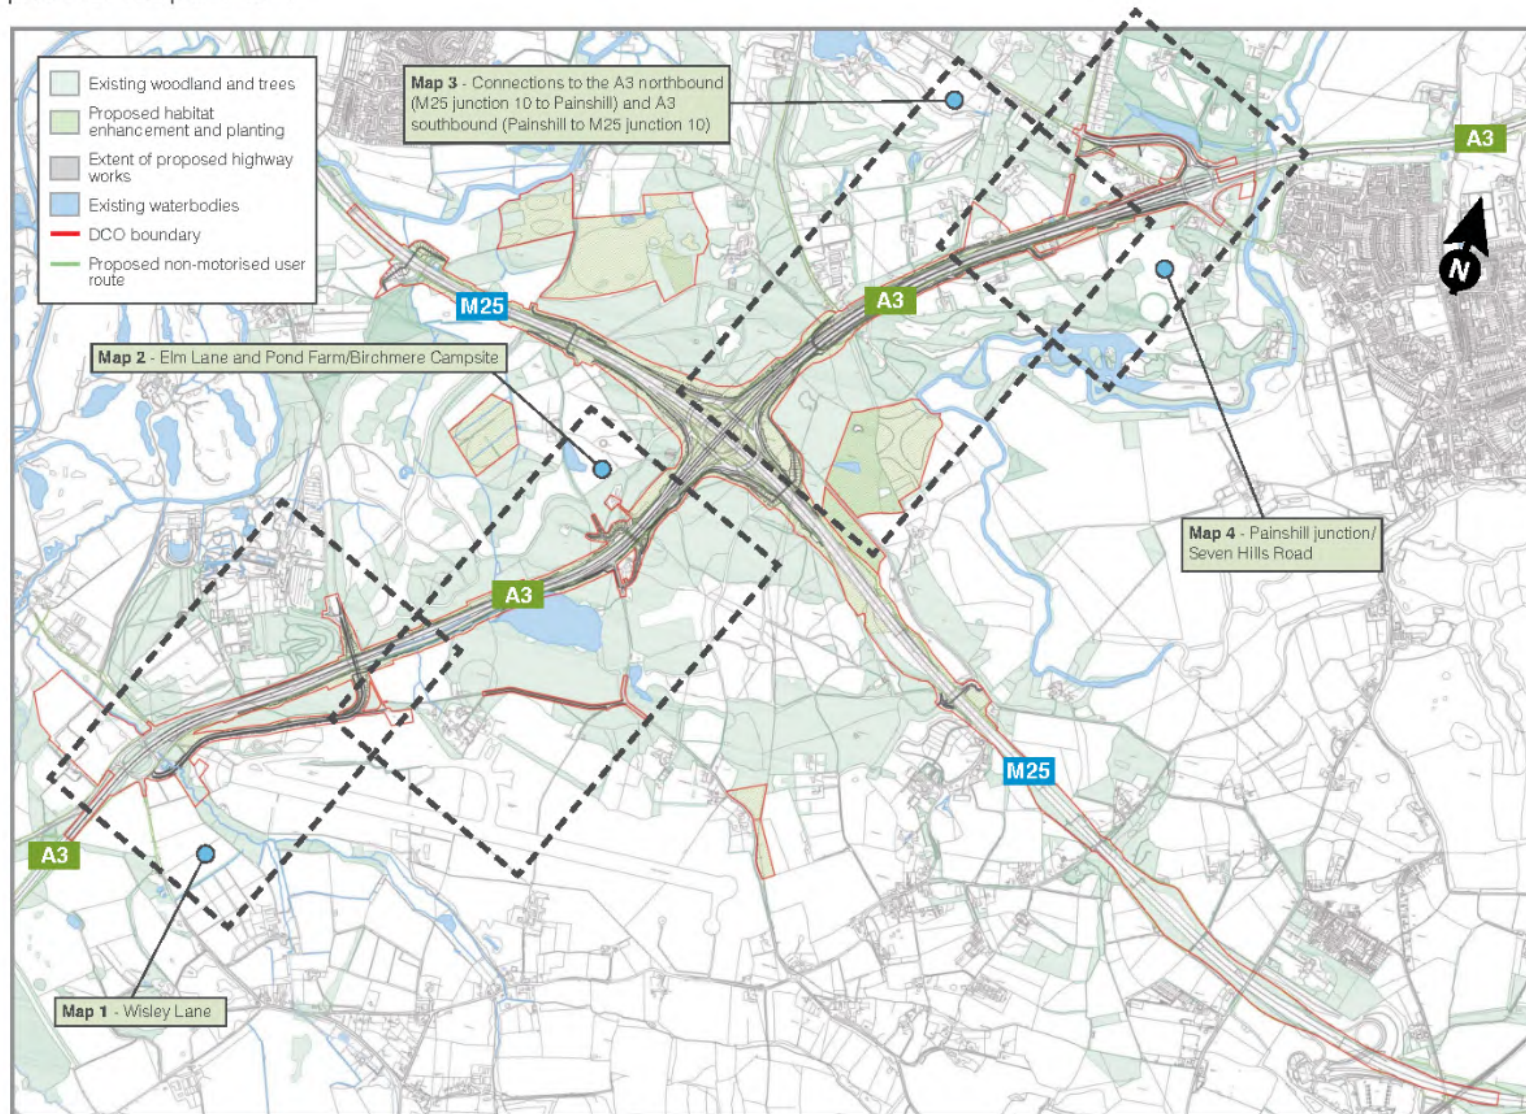 Existing woodland and trees
Proposed habitat
enhancement and planting
Extent of proposed highway
works
Existing waterbodies
DCO boundary
Proposed non-motorised user
route
Map 3 - Connections to the A3 northbound
(M25 junction 10 to Painshill) and A3
southbound (Painshill to M25 junction 10)
A3
N
M25
A3
Map 2 - Elm Lane and Pond Farm/Birchmere Campsite
Map 4 - Painshill junction/
Seven Hills Road
A3
M25
A3
Map 1 - Wisley Lane